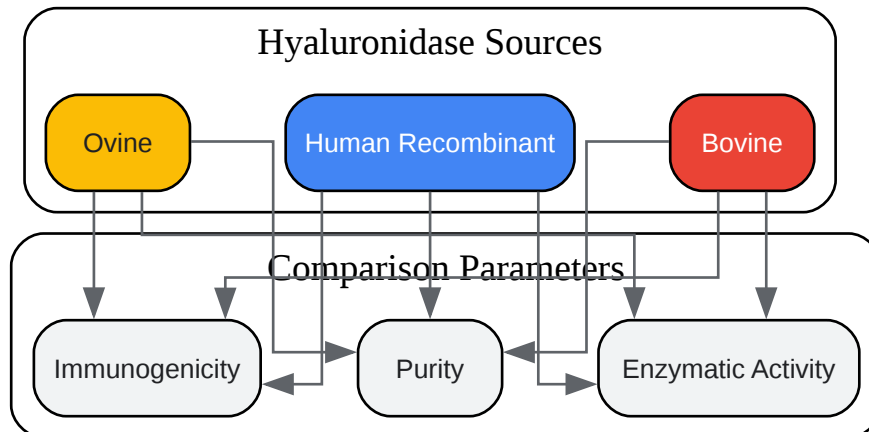 Hyaluronidase Sources
Ovine
Human Recombinant
Bovine
Comparison Parameters
Immunogenicity
Purity
Enzymatic Activity